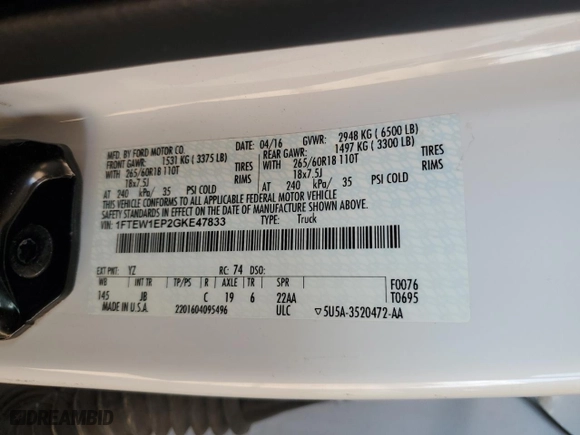 MFD. BY FORD MOTOR CO.
DATE: 04/16 GVWR: 2948 KG ( 6500 LB)
FRONT GAWR: 1531 KG ( 3375 LB)
REAR GAWR: 1497 KG ( 3300 LB)
WITH 265/60R18 110T TIRES
WITH 265/60R18 110T TIRES
18x7.5J RIMS
18x7.5J RIMS
AT 240 kPa/ 35 PSI COLD
AT 240 kPa/ 35 PSI COLD
THIS VEHICLE CONFORMS TO ALL APPLICABLE FEDERAL MOTOR VEHICLE
SAFETY STANDARDS IN EFFECT ON THE DATE OF MANUFACTURE SHOWN ABOVE.
VIN: 1FTEW1EP2GKE47833 TYPE: Truck
EXT PNT: YZ RC: 74 DSO:
WB INT TR TP/PS R AXLE TR SPR
145 JB C 19 6 22AA
F0076
T0695
MADE IN U.S.A. 2201604095496 ULC ▽5U5A-3520472-AA
DREAMBID